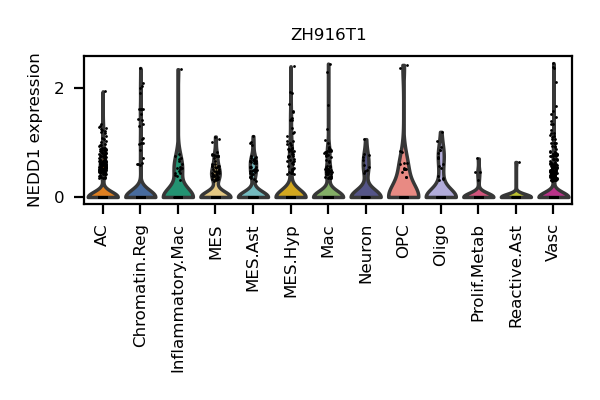 ZH916T1
NEDD1 expression
2
0
AC
Chromatin.Reg
Inflammatory.Mac
MES
MES.Ast
MES.Hyp
Mac
Neuron
OPC
Oligo
Prolif.Metab
Reactive.Ast
Vasc